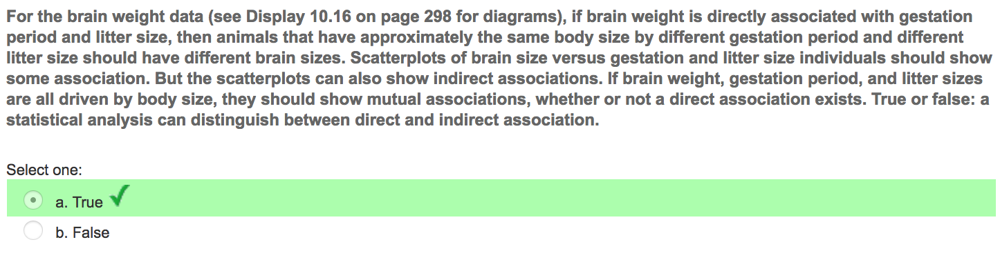 For the brain weight data (see Display 10.16 on page 298 for diagrams), if brain weight is directly associated with gestation
period and litter size, then animals that have approximately the same body size by different gestation period and different
litter size should have different brain sizes. Scatterplots of brain size versus gestation and litter size individuals should show
some association. But the scatterplots can also show indirect associations. If brain weight, gestation period, and litter sizes
are all driven by body size, they should show mutual associations, whether or not a direct association exists. True or false: a
statistical analysis can distinguish between direct and indirect association.
Select one:
a. True
b. False